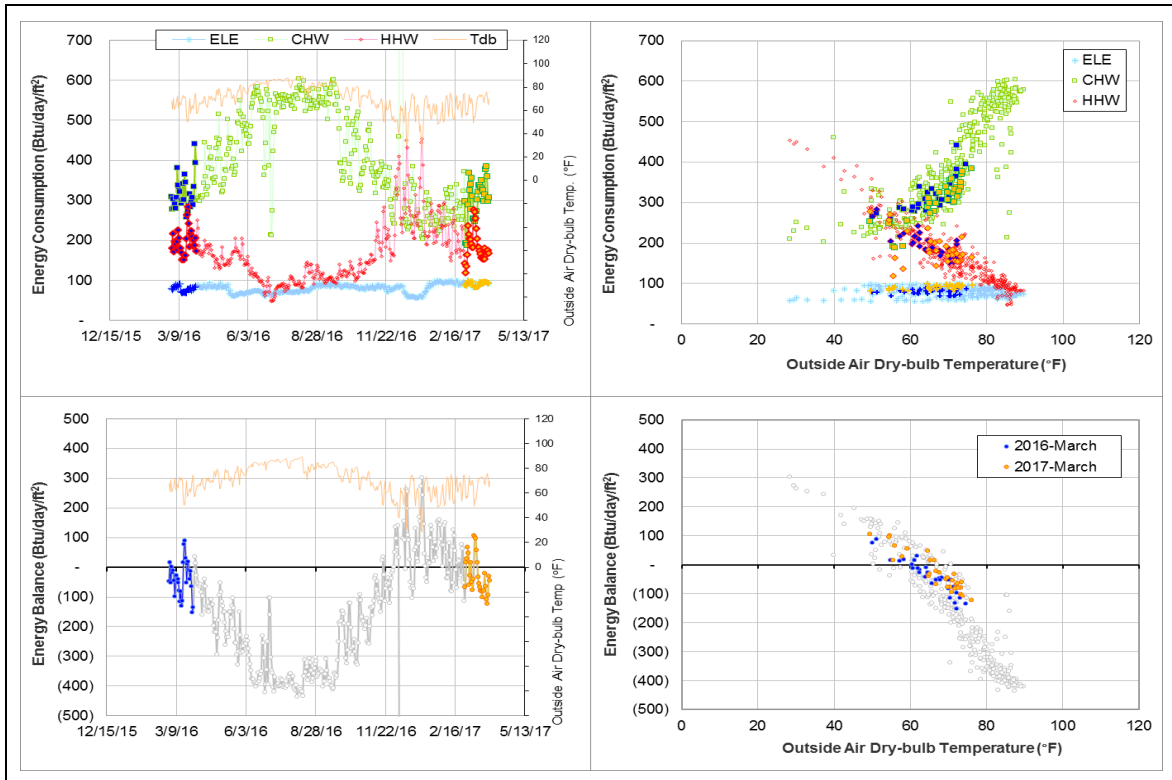 ELE CHW HHW Tdb
Energy Consumption (Btu/day/ft²)
700
600
500
400
300
200
100
-
120
100
80
60
40
20
0
Outside Air Dry-bulb Temp. (°F)
12/15/15 3/9/16 6/3/16 8/28/16 11/22/16 2/16/17 5/13/17
Energy Consumption (Btu/day/ft²)
700
600
500
400
300
200
100
-
ELE
CHW
HHW
0 20 40 60 80 100 120
Outside Air Dry-bulb Temperature (°F)
Energy Balance (Btu/day/ft²)
500
400
300
200
100
-
(100)
(200)
(300)
(400)
(500)
120
100
80
60
40
20
0
Outside Air Dry-bulb Temp (°F)
12/15/15 3/9/16 6/3/16 8/28/16 11/22/16 2/16/17 5/13/17
Energy Balance (Btu/day/ft²)
500
400
300
200
100
-
(100)
(200)
(300)
(400)
(500)
2016-March
2017-March
0 20 40 60 80 100 120
Outside Air Dry-bulb Temperature (°F)